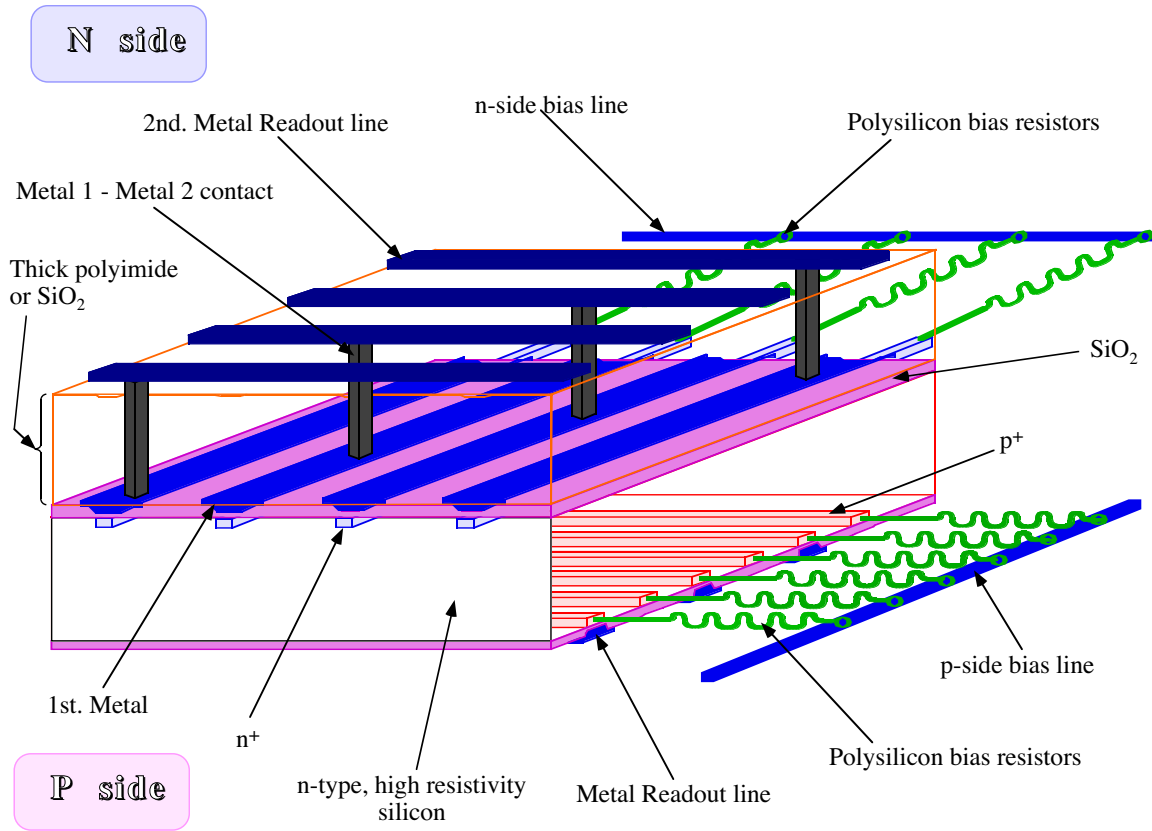 N side
n-side bias line
2nd. Metal Readout line
Polysilicon bias resistors
Metal 1 - Metal 2 contact
Thick polyimide
or SiO₂
SiO₂
p⁺
p-side bias line
1st. Metal
n⁺
Polysilicon bias resistors
n-type, high resistivity
silicon
Metal Readout line
P side